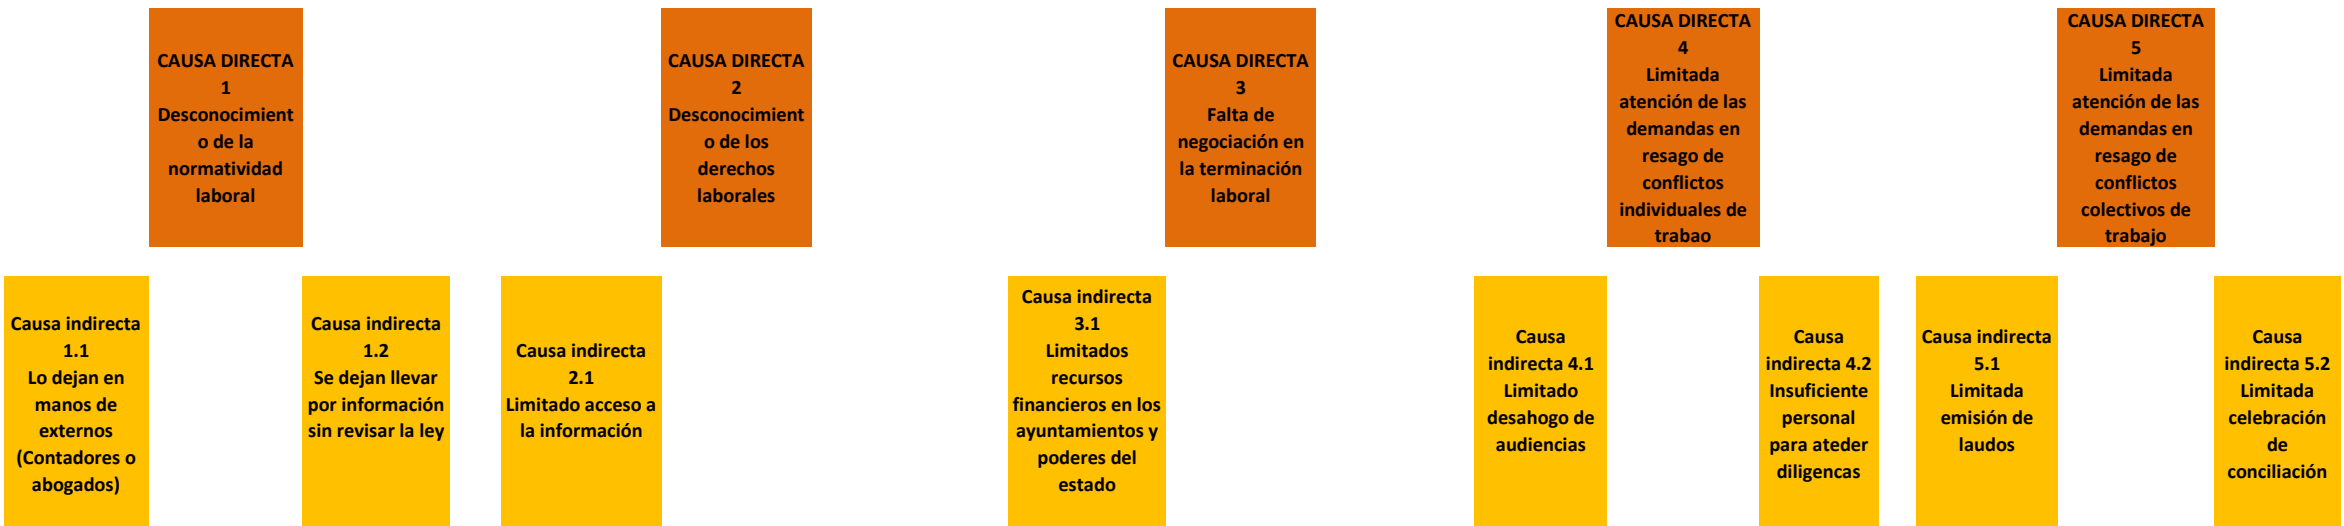 CAUSA DIRECTA
1
Desconocimient
o de la
normatividad
laboral
CAUSA DIRECTA
2
Desconocimient
o de los
derechos
laborales
CAUSA DIRECTA
3
Falta de
negociación en
la terminación
laboral
CAUSA DIRECTA
4
Limitada
atención de las
demandas en
resago de
conflictos
individuales de
trabao
CAUSA DIRECTA
5
Limitada
atención de las
demandas en
resago de
conflictos
colectivos de
trabajo
Causa indirecta
1.1
Lo dejan en
manos de
externos
(Contadores o
abogados)
Causa indirecta
1.2
Se dejan llevar
por información
sin revisar la ley
Causa indirecta
2.1
Limitado acceso a
la información
Causa indirecta
3.1
Limitados
recursos
financieros en los
ayuntamientos y
poderes del
estado
Causa
indirecta 4.1
Limitado
desahogo de
audiencias
Causa
indirecta 4.2
Insuficiente
personal
para ateder
diligencas
Causa indirecta
5.1
Limitada
emisión de
laudos
Causa
indirecta 5.2
Limitada
celebración
de
conciliación